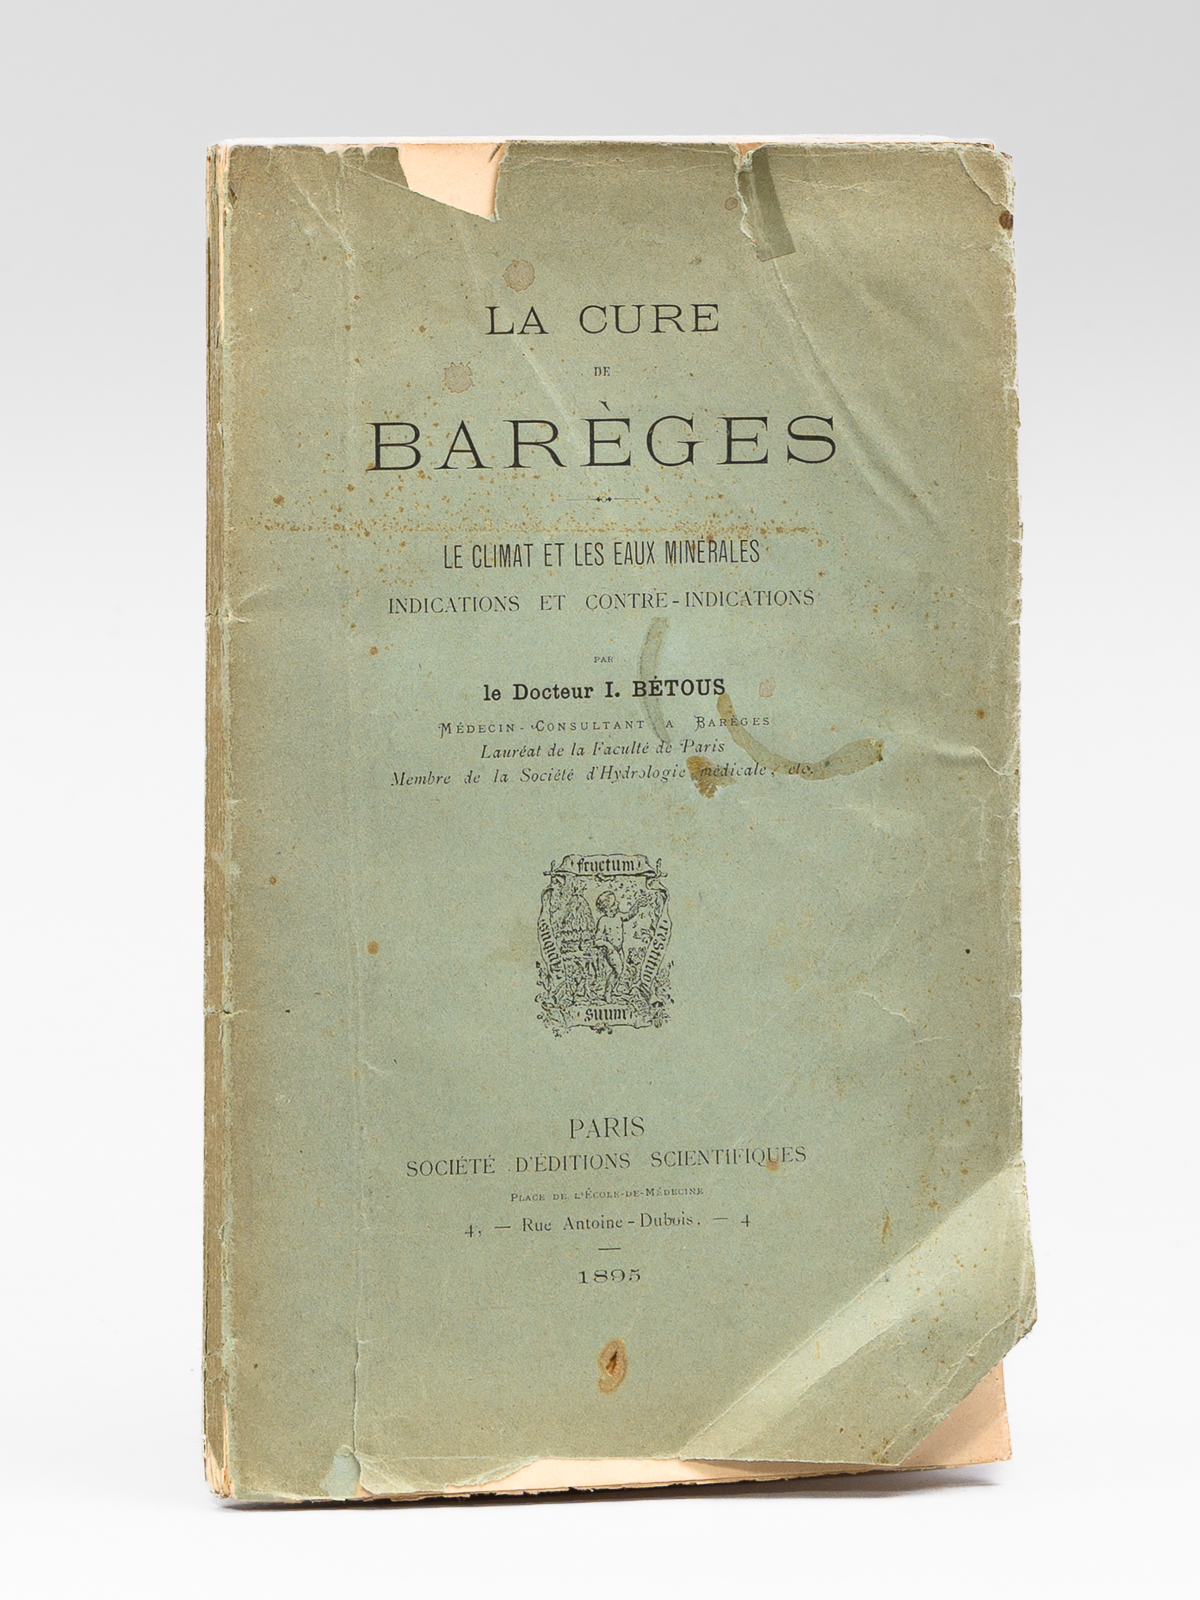 LA CURE
DE
BARÈGES
LE CLIMAT ET LES EAUX MINÉRALES
INDICATIONS ET CONTRE-INDICATIONS
PAR
le Docteur I. BÉTOUS
MÉDECIN-CONSULTANT A BARÈGES
Lauréat de la Faculté de Paris
Membre de la Société d'Hydrologie médicale, etc.
fructum
suum
PARIS
SOCIÉTÉ D'ÉDITIONS SCIENTIFIQUES
PLACE DE L'ÉCOLE-DE-MÉDECINE
4, — Rue Antoine-Dubois, — 4
1895